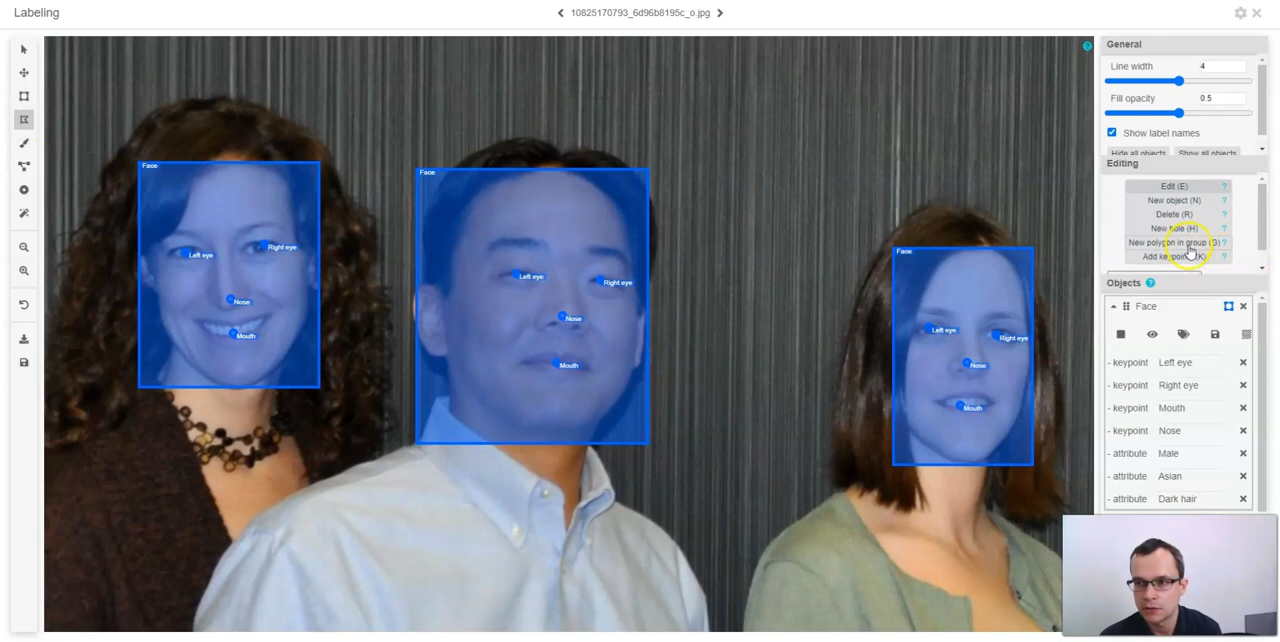 Labeling
10825170793_6d96b8195c_o.jpg
General
Line width 4
Fill opacity 0.5
Show label names
Hide all objects Show all objects
Editing
Edit (E) ?
New object (N) ?
Delete (R) ?
New hole (H) ?
New polygon in group (G) ?
Add keypoint (K) ?
Objects ?
Face
- keypoint Left eye
- keypoint Right eye
- keypoint Mouth
- keypoint Nose
- attribute Male
- attribute Asian
- attribute Dark hair
?
Face
Left eye
Right eye
Nose
Mouth
Face
Left eye
Right eye
Nose
Mouth
Face
Left eye
Right eye
Nose
Mouth